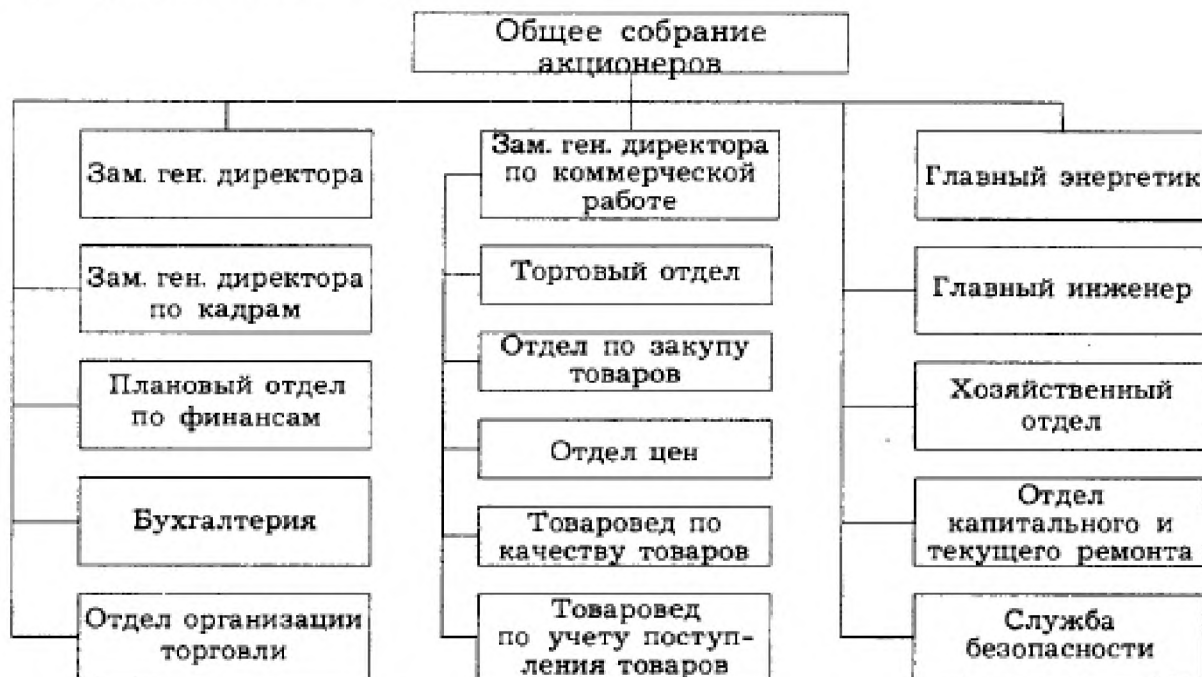 Общее собрание
акционеров
Зам. ген. директора
Зам. ген. директора
по кадрам
Плановый отдел
по финансам
Бухгалтерия
Отдел организации
торговли
Зам. ген. директора
по коммерческой
работе
Торговый отдел
Отдел по закупу
товаров
Отдел цен
Товаровед по
качеству товаров
Товаровед
по учету поступ-
ления товаров
Главный энергетик
Главный инженер
Хозяйственный
отдел
Отдел
капитального и
текущего ремонта
Служба
безопасности